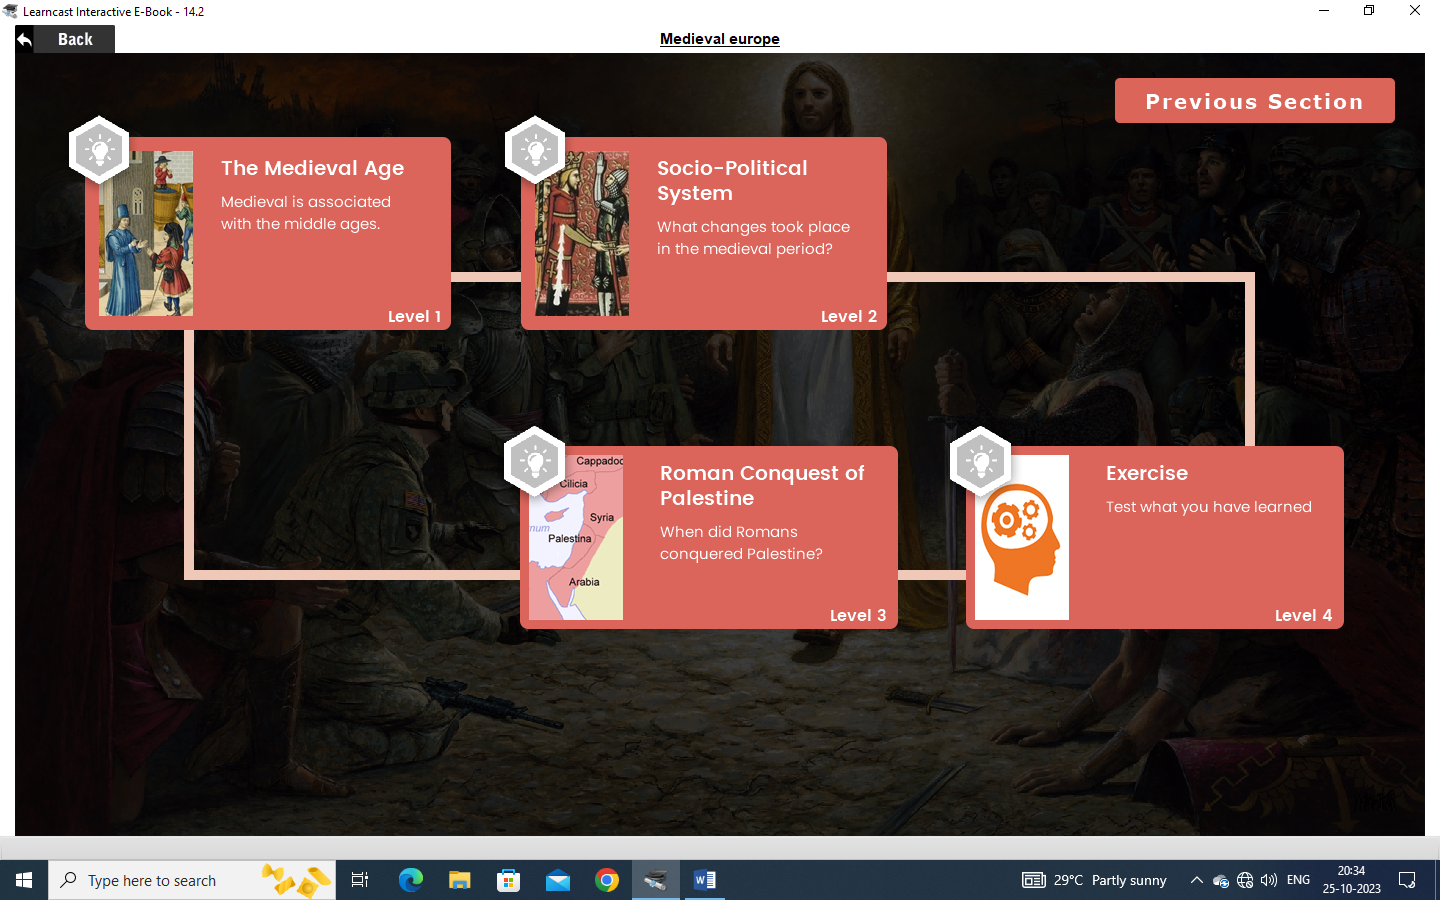 Learncast Interactive E-Book - 14.2
Back
Medieval europe
Previous Section
The Medieval Age
Medieval is associated
with the middle ages.
Level 1
Socio-Political
System
What changes took place
in the medieval period?
Level 2
Cappadoc
Cilicia
Syria
num
Palestina
Arabia
Roman Conquest of
Palestine
When did Romans
conquered Palestine?
Level 3
Exercise
Test what you have learned
Level 4
Type here to search
29°C Partly sunny
ENG
20:34
25-10-2023